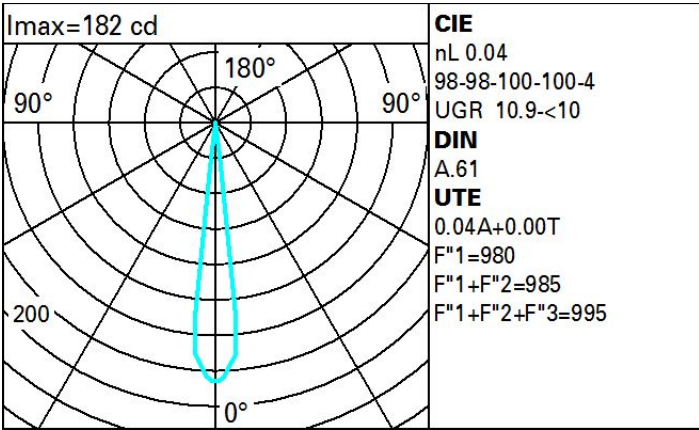 Imax=182 cd
180°
90°
90°
200
0°
CIE
nL 0.04
98-98-100-100-4
UGR 10.9-<10
DIN
A.61
UTE
0.04A+0.00T
F"1=980
F"1+F"2=985
F"1+F"2+F"3=995